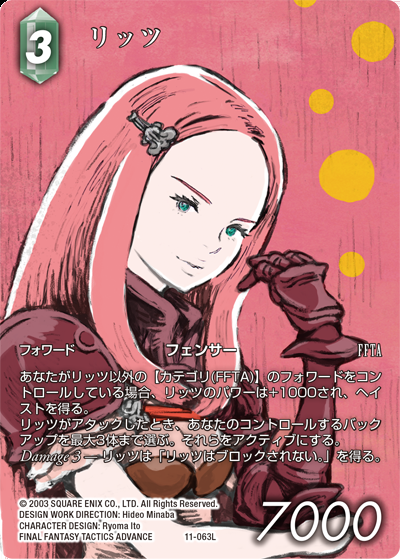 3
リッツ
フォワード
フェンサー
FFTA
あなたがリッツ以外の【カテゴリ(FFTA)】のフォワードをコン
トロールしている場合、リッツのパワーは+1000され、ヘイ
ストを得る。
リッツがアタックしたとき、あなたのコントロールするバック
アップを最大3体まで選ぶ。それらをアクティブにする。
Damage 3 — リッツは「リッツはブロックされない。」を得る。
© 2003 SQUARE ENIX CO., LTD. All Rights Reserved.
DESIGN WORK DIRECTION: Hideo Minaba
CHARACTER DESIGN: Ryoma Ito
FINAL FANTASY TACTICS ADVANCE
11-063L
7000